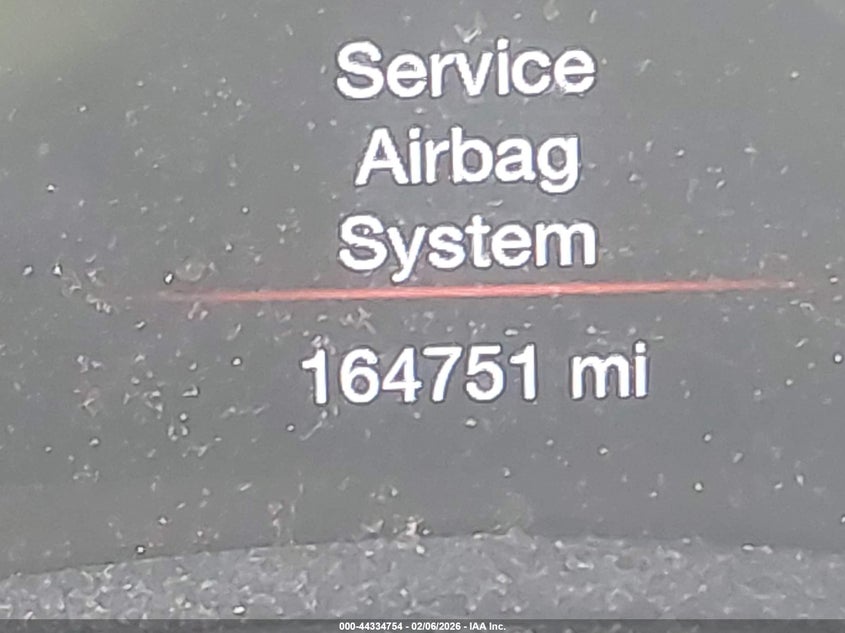 Service
Airbag
System
164751 mi
000-44334754 - 02/06/2026 - IAA Inc.